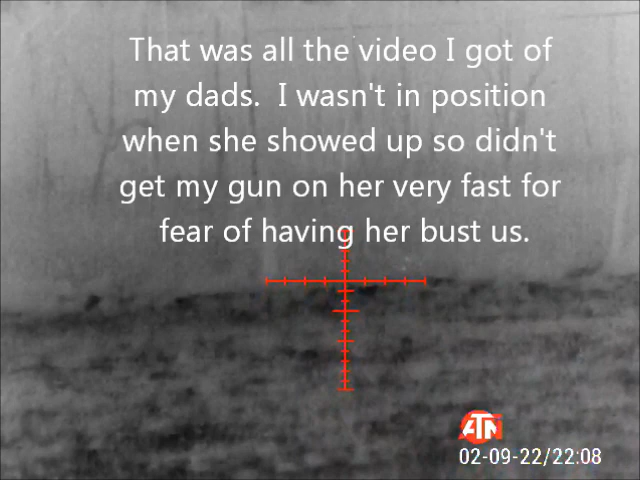 That was all the video I got of
my dads.  I wasn't in position
when she showed up so didn't
get my gun on her very fast for
fear of having her bust us.
ATN
02-09-22/22:08